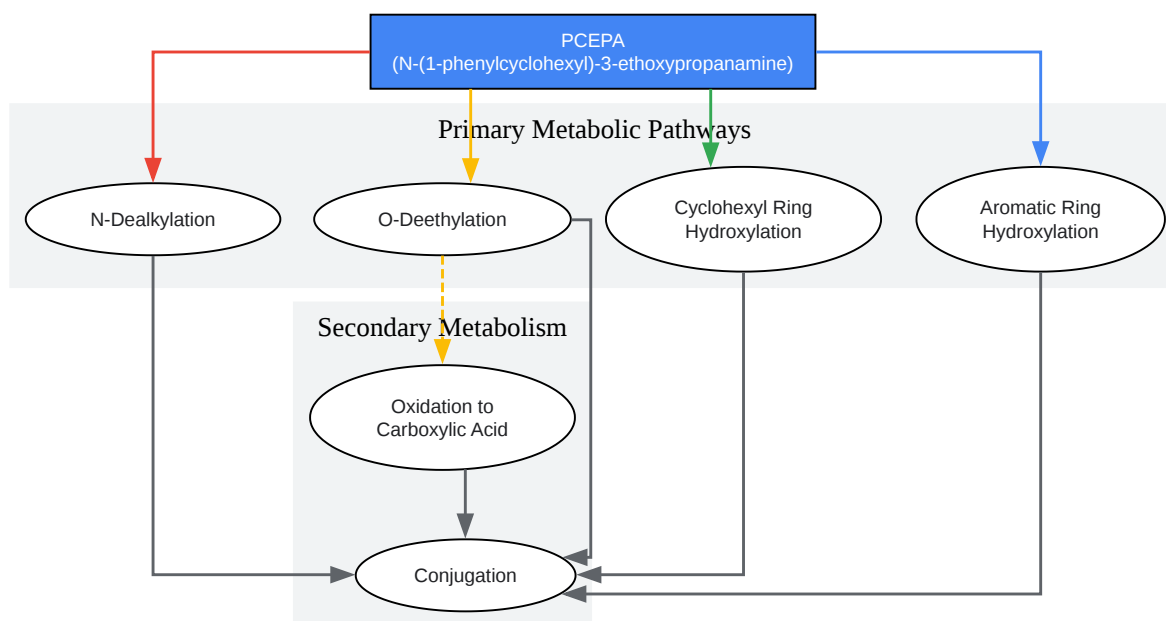 PCEPA
(N-(1-phenylcyclohexyl)-3-ethoxypropanamine)
Primary Metabolic Pathways
N-Dealkylation
O-Deethylation
Cyclohexyl Ring
Hydroxylation
Aromatic Ring
Hydroxylation
Secondary Metabolism
Oxidation to
Carboxylic Acid
Conjugation